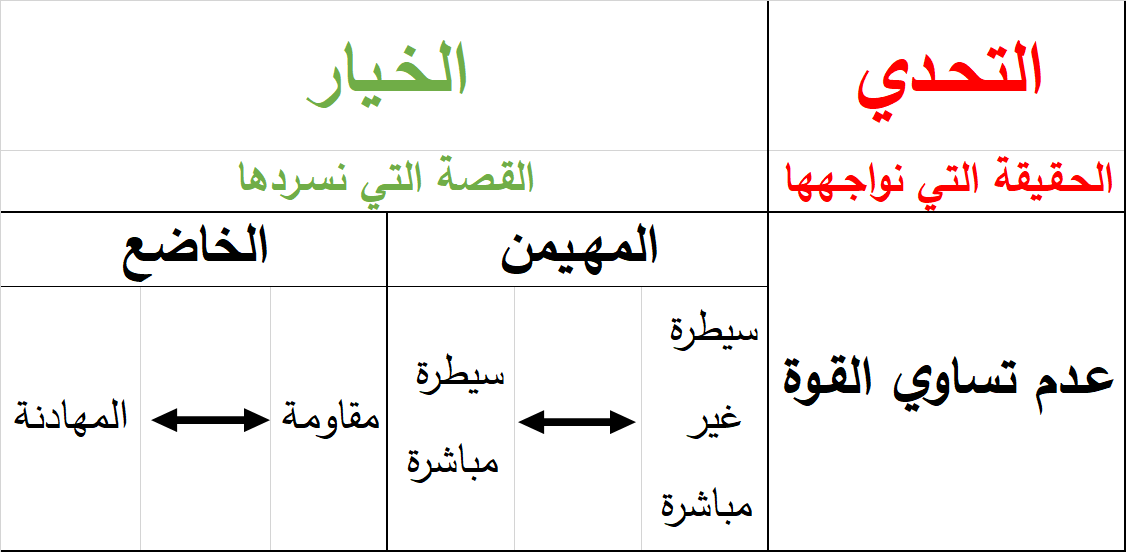 التحدي
الخيار
الحقيقة التي نواجهها
القصة التي نسردها
عدم تساوي القوة
المهيمن
الخاضع
سيطرة
غير
مباشرة
سيطرة
مباشرة
مقاومة
المهادنة